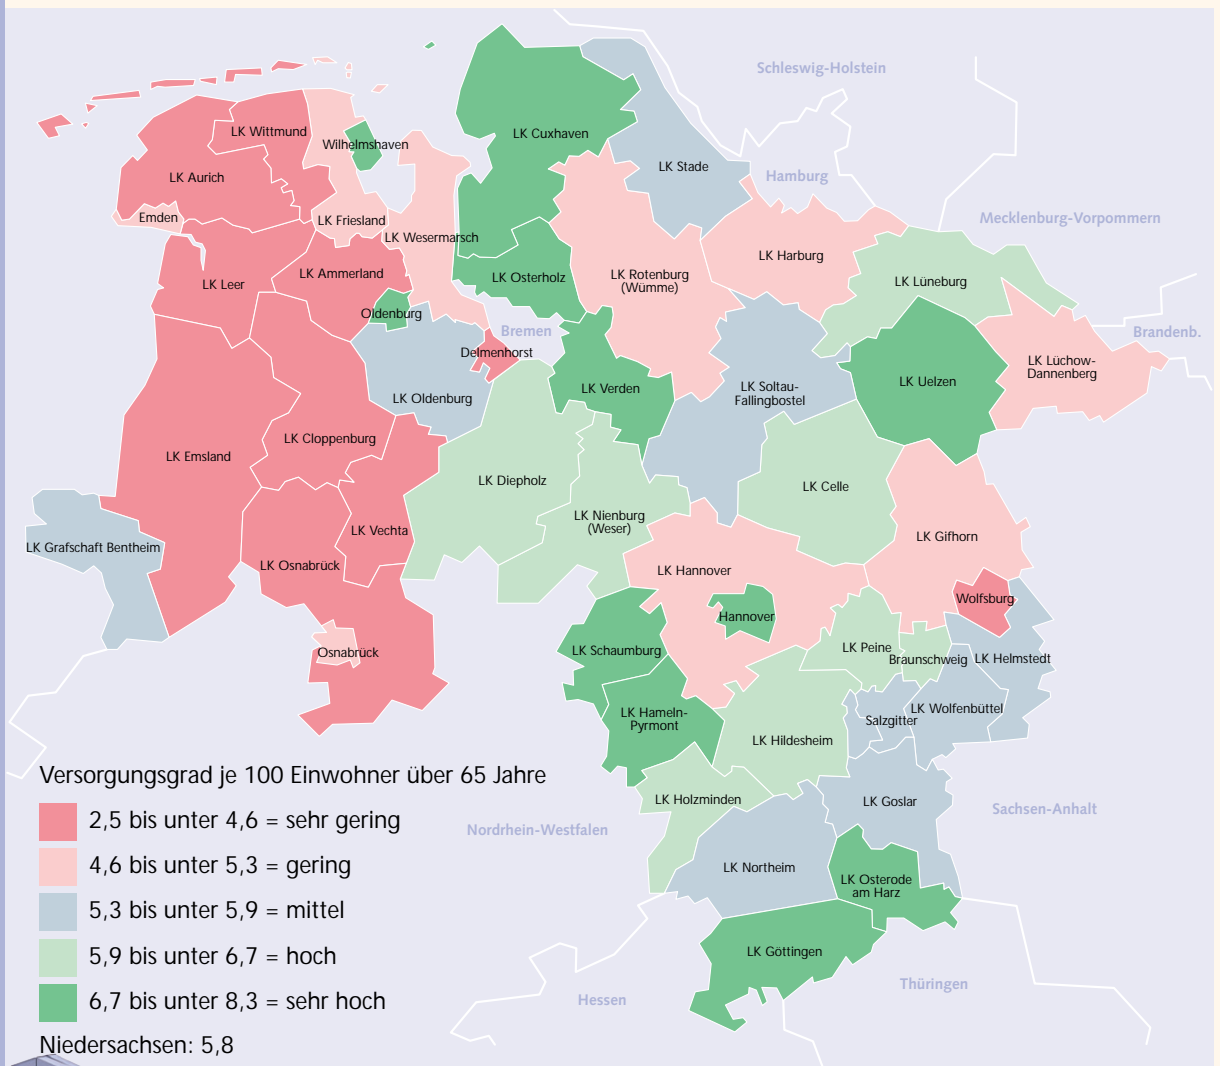 Schleswig-Holstein
LK Wittmund
LK Cuxhaven
Wilhelmshaven
LK Stade
LK Aurich
Hamburg
Emden
LK Friesland
Mecklenburg-Vorpommern
LK Wesermarsch
LK Harburg
LK Ammerland
LK Osterholz
LK Rotenburg
(Wümme)
LK Lüneburg
LK Leer
Oldenburg
Bremen
Brandenb.
Delmenhorst
LK Lüchow-
Dannenberg
LK Verden
LK Soltau-
Fallingbostel
LK Uelzen
LK Oldenburg
LK Cloppenburg
LK Emsland
LK Diepholz
LK Celle
LK Nienburg
(Weser)
LK Vechta
LK Gifhorn
LK Grafschaft Bentheim
LK Osnabrück
LK Hannover
Wolfsburg
Hannover
Osnabrück
LK Schaumburg
LK Peine
Braunschweig
LK Helmstedt
LK Hameln-
Pyrmont
LK Wolfenbüttel
Salzgitter
LK Hildesheim
LK Holzminden
LK Goslar
Sachsen-Anhalt
Nordrhein-Westfalen
LK Northeim
LK Osterode
am Harz
LK Göttingen
Thüringen
Hessen
Versorgungsgrad je 100 Einwohner über 65 Jahre
2,5 bis unter 4,6 = sehr gering
4,6 bis unter 5,3 = gering
5,3 bis unter 5,9 = mittel
5,9 bis unter 6,7 = hoch
6,7 bis unter 8,3 = sehr hoch
Niedersachsen: 5,8